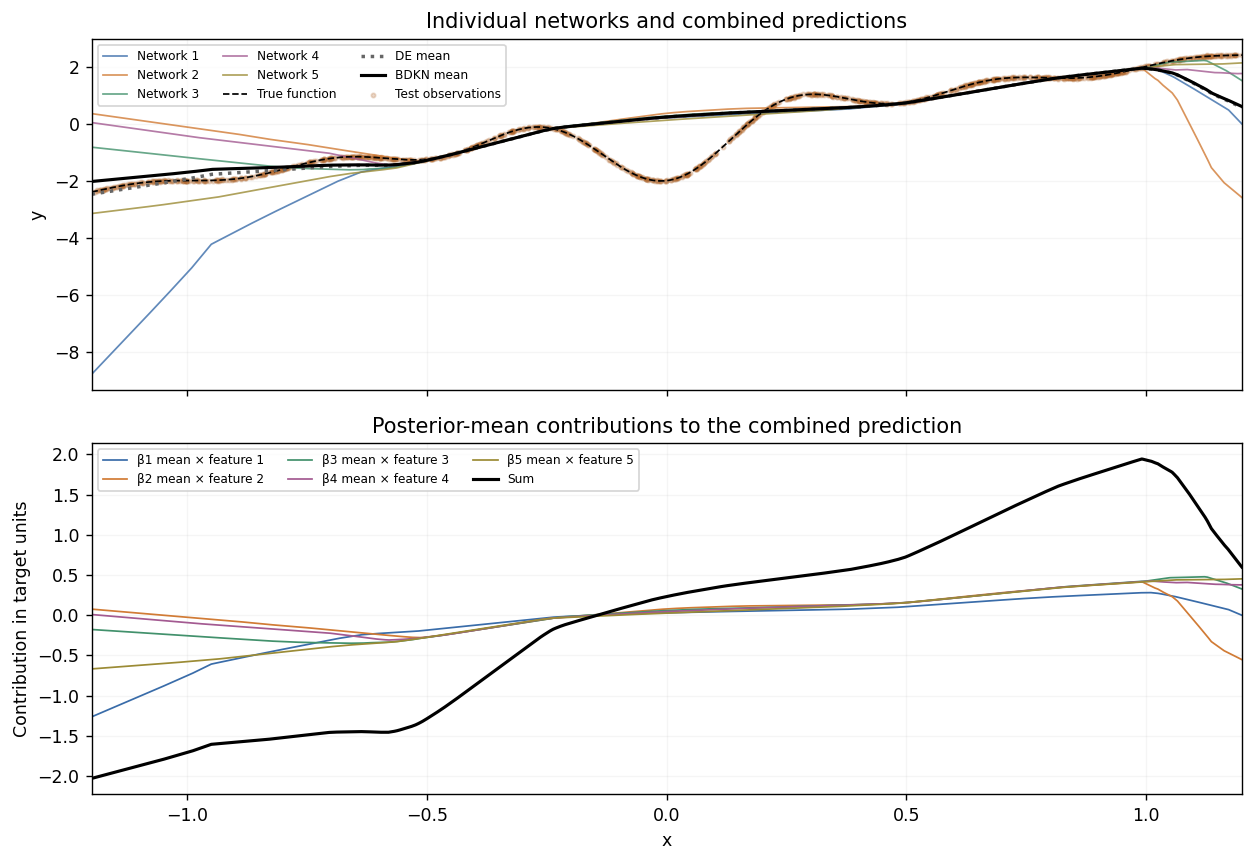 Individual networks and combined predictions
Network 1
Network 2
Network 3
Network 4
Network 5
True function
DE mean
BDKN mean
Test observations
2
0
−2
−4
−6
−8
y
Posterior-mean contributions to the combined prediction
β1 mean × feature 1
β2 mean × feature 2
β3 mean × feature 3
β4 mean × feature 4
β5 mean × feature 5
Sum
2.0
1.5
1.0
0.5
0.0
−0.5
−1.0
−1.5
−2.0
Contribution in target units
−1.0
−0.5
0.0
0.5
1.0
x